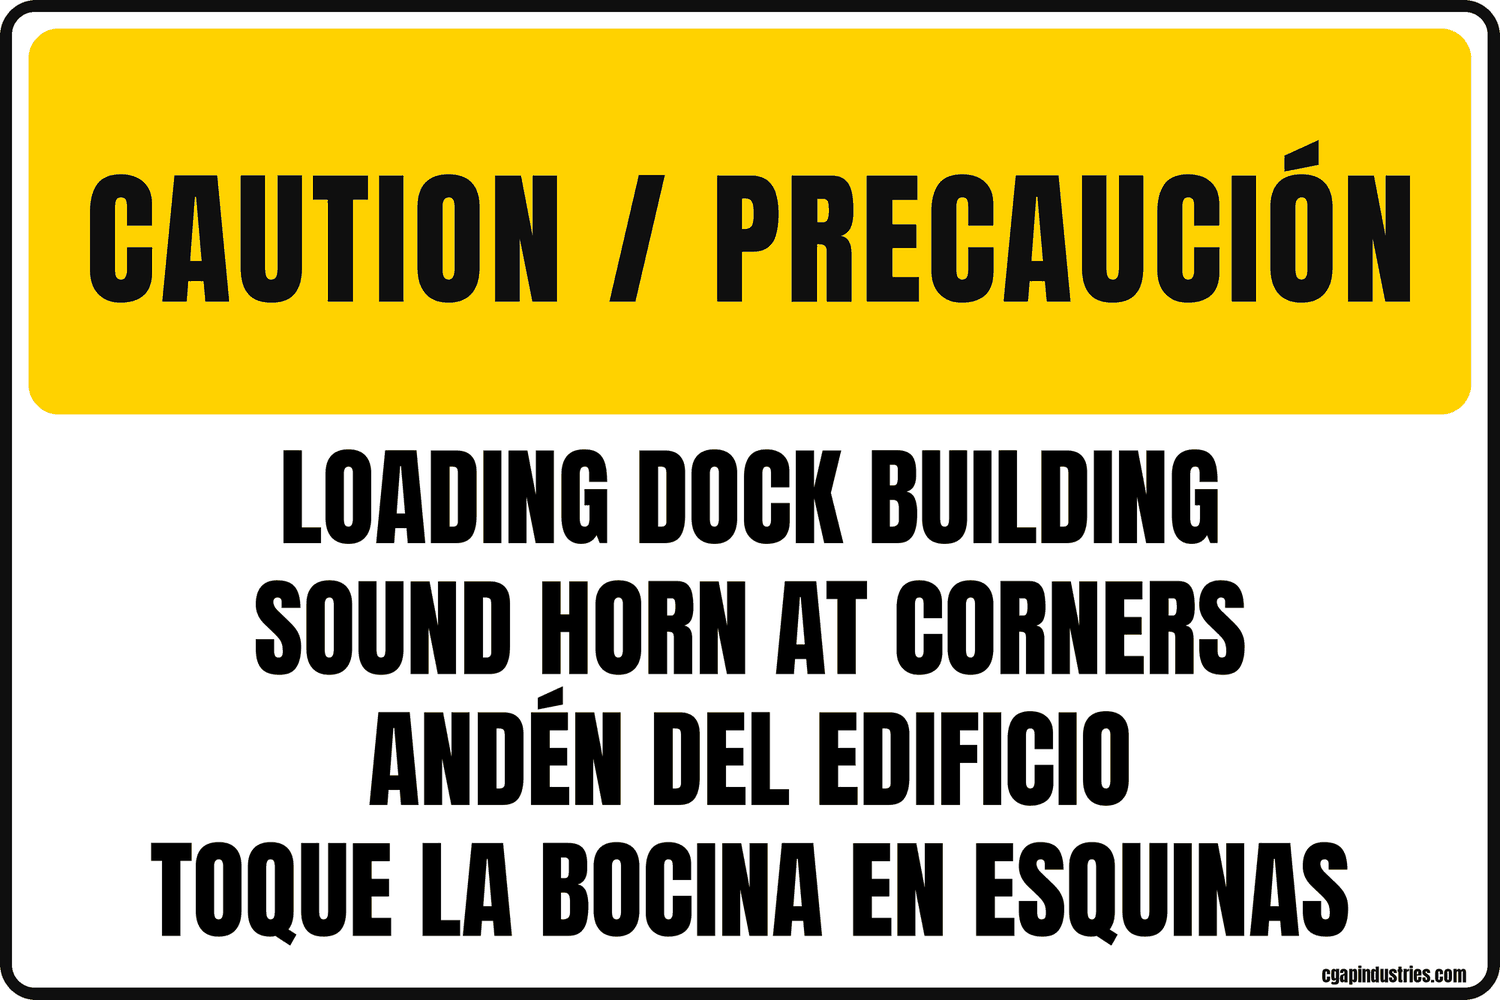 CAUTION / PRECAUCIÓN
LOADING DOCK BUILDING
SOUND HORN AT CORNERS
ANDÉN DEL EDIFICIO
TOQUE LA BOCINA EN ESQUINAS
cgapindustries.com